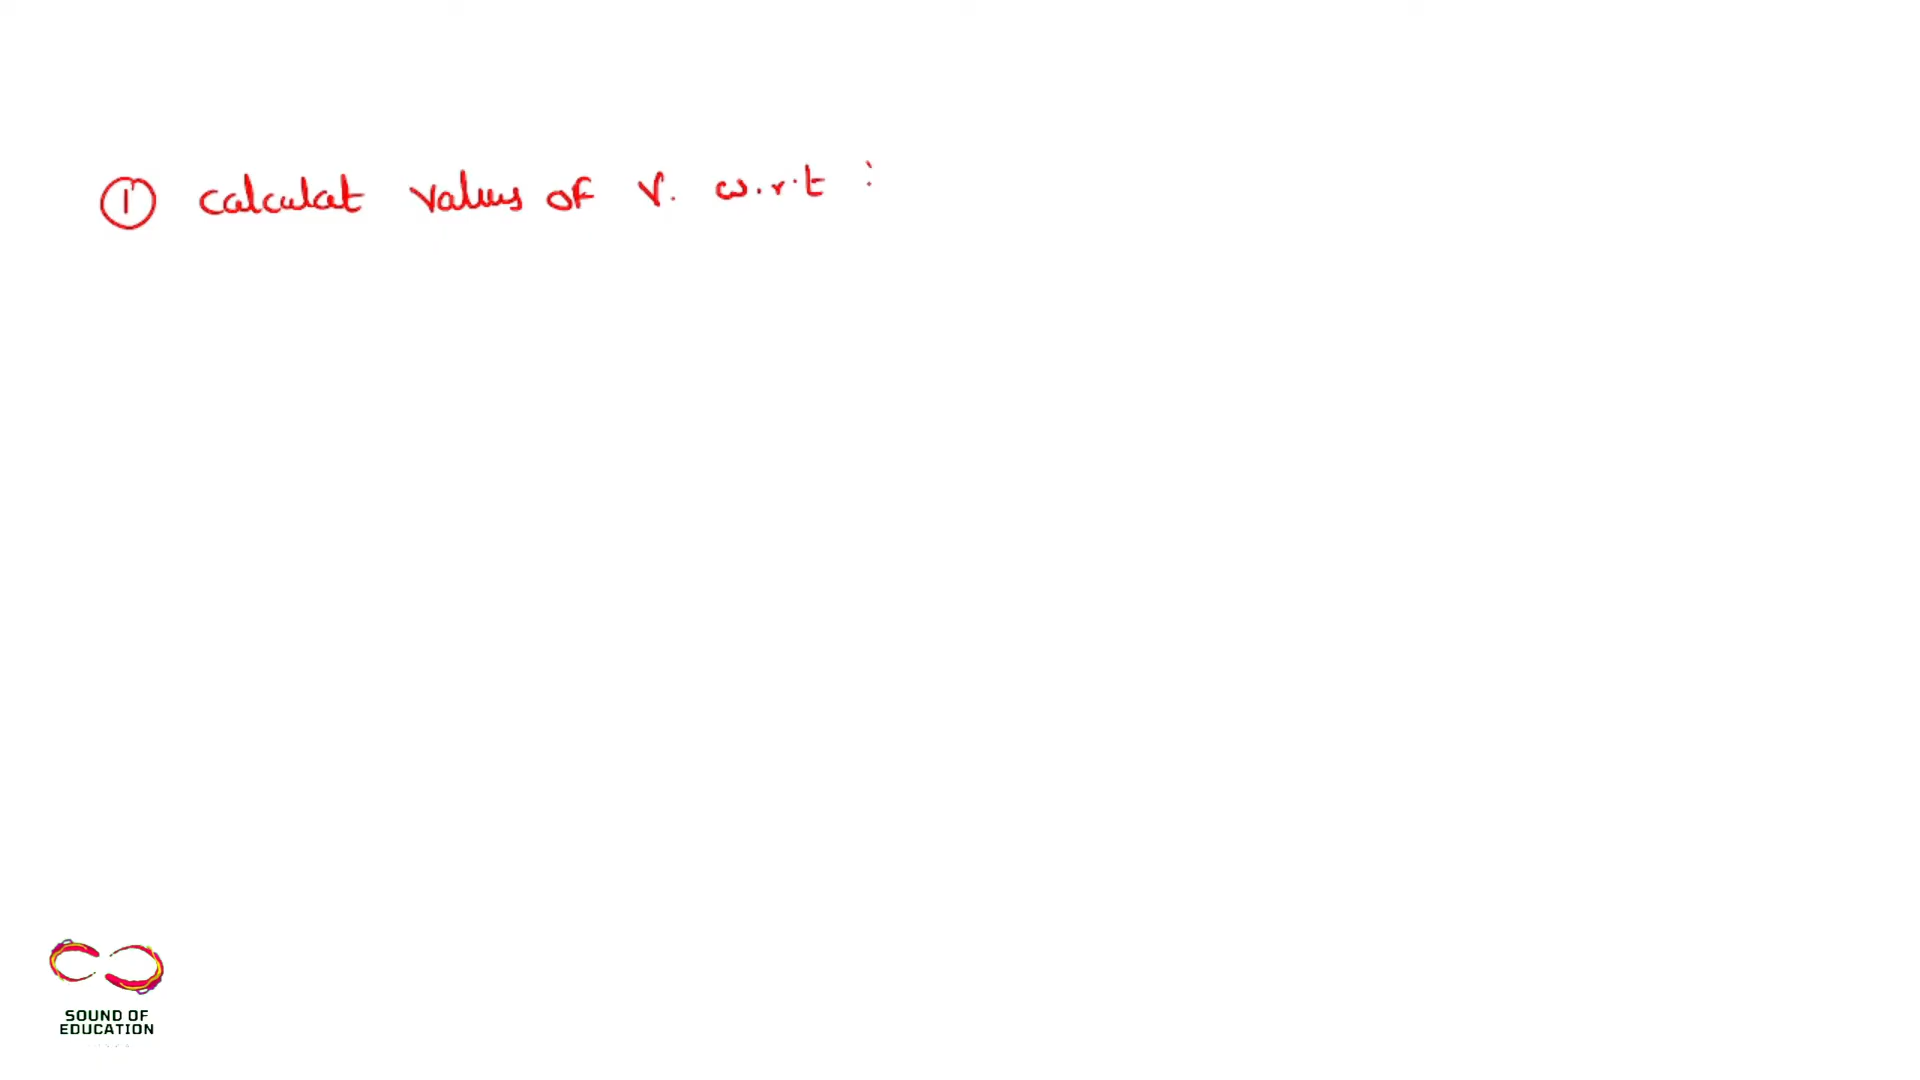 ① calculat values of r. w.r.t :
SOUND OF
EDUCATION